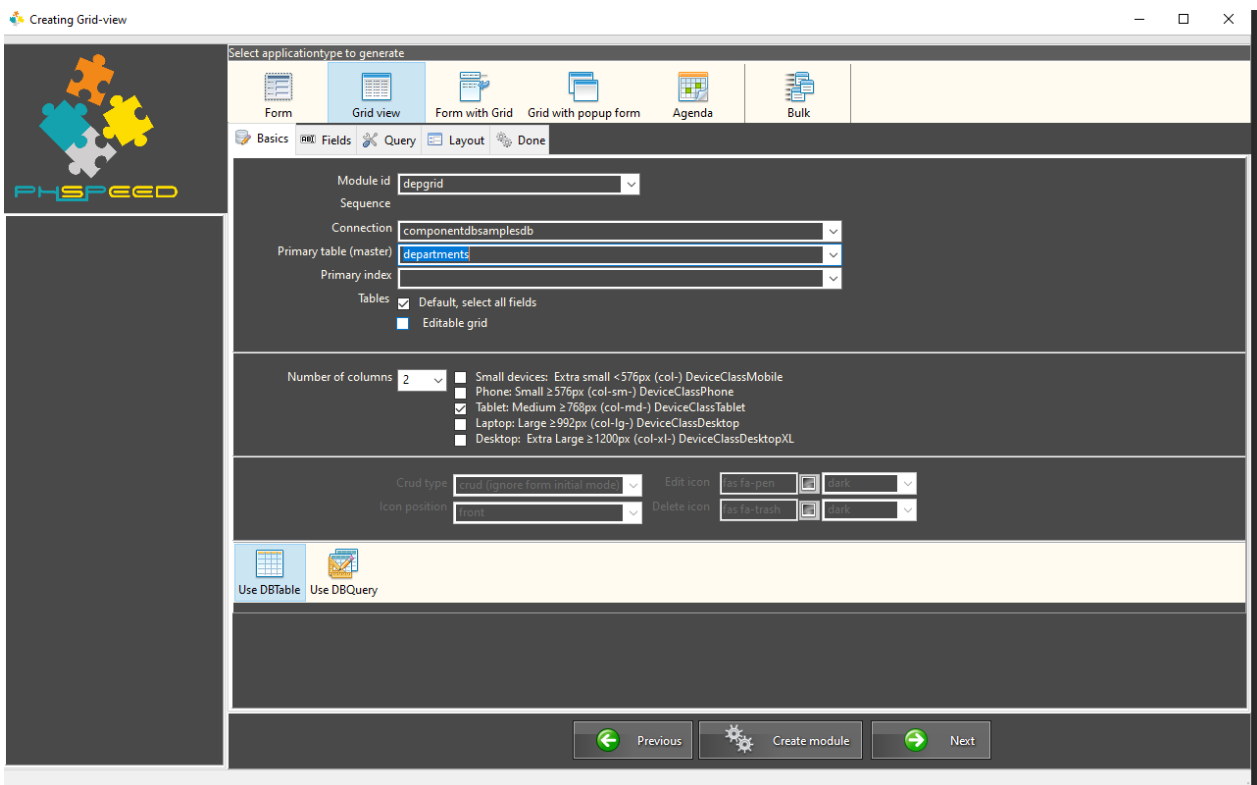 Creating Grid-view
Select applicationtype to generate
Form Grid view Form with Grid Grid with popup form Agenda Bulk
Basics Fields Query Layout Done
PHSPEED
Module id depgrid
Sequence
Connection componentdbsamplesdb
Primary table (master) departments
Primary index
Tables Default, select all fields
Editable grid
Number of columns 2 Small devices: Extra small <576px (col-) DeviceClassMobile
Phone: Small ≥576px (col-sm-) DeviceClassPhone
Tablet: Medium ≥768px (col-md-) DeviceClassTablet
Laptop: Large ≥992px (col-lg-) DeviceClassDesktop
Desktop: Extra Large ≥1200px (col-xl-) DeviceClassDesktopXL
Crud type crud (ignore form initial mode) Edit icon fas fa-pen dark
Icon position front Delete icon fas fa-trash dark
Use DBTable Use DBQuery
Previous Create module Next